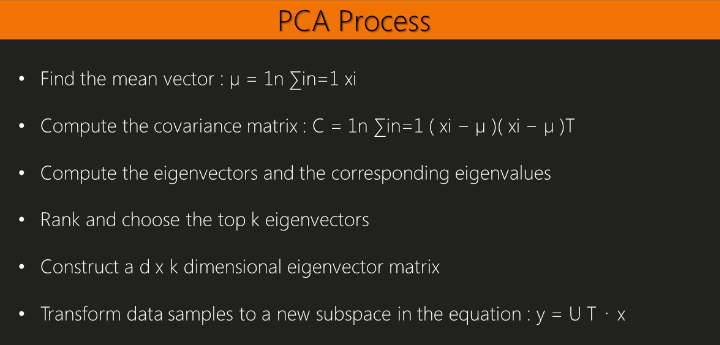 PCA Process
• Find the mean vector : μ = 1n ∑in=1 xi
• Compute the covariance matrix : C = 1n ∑in=1 ( xi − μ )( xi − μ )T
• Compute the eigenvectors and the corresponding eigenvalues
• Rank and choose the top k eigenvectors
• Construct a d x k dimensional eigenvector matrix
• Transform data samples to a new subspace in the equation : y = U T · x